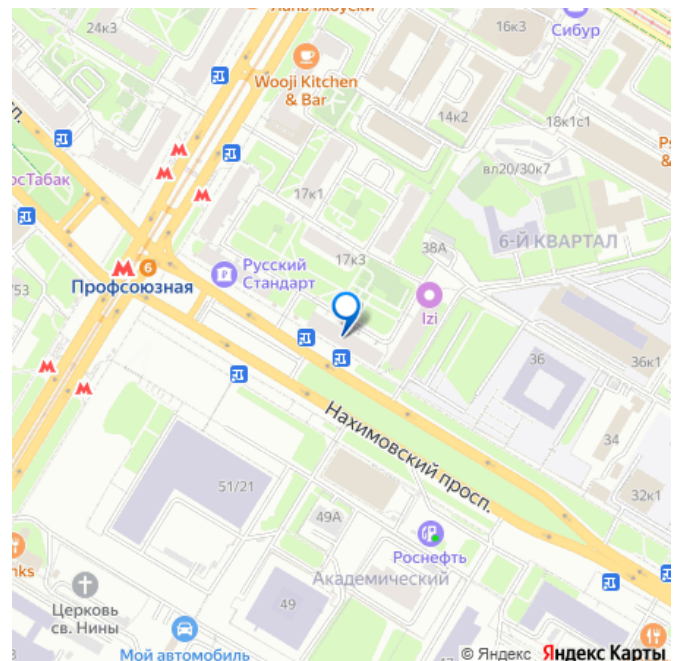 24к3
16к3
Сибур
Wooji Kitchen
& Bar
14к2
18к1с1
вл20/30к7
17к1
6-Й КВАРТАЛ
38А
17к3
Русский
Стандарт
6
Профсоюзная
Izi
36
36к1
Нахимовский просп.
34
51/21
32к1
49А
Роснефть
Академический
Церковь
св. Нины
49
Мой автомобиль
© Яндекс Яндекс Карты